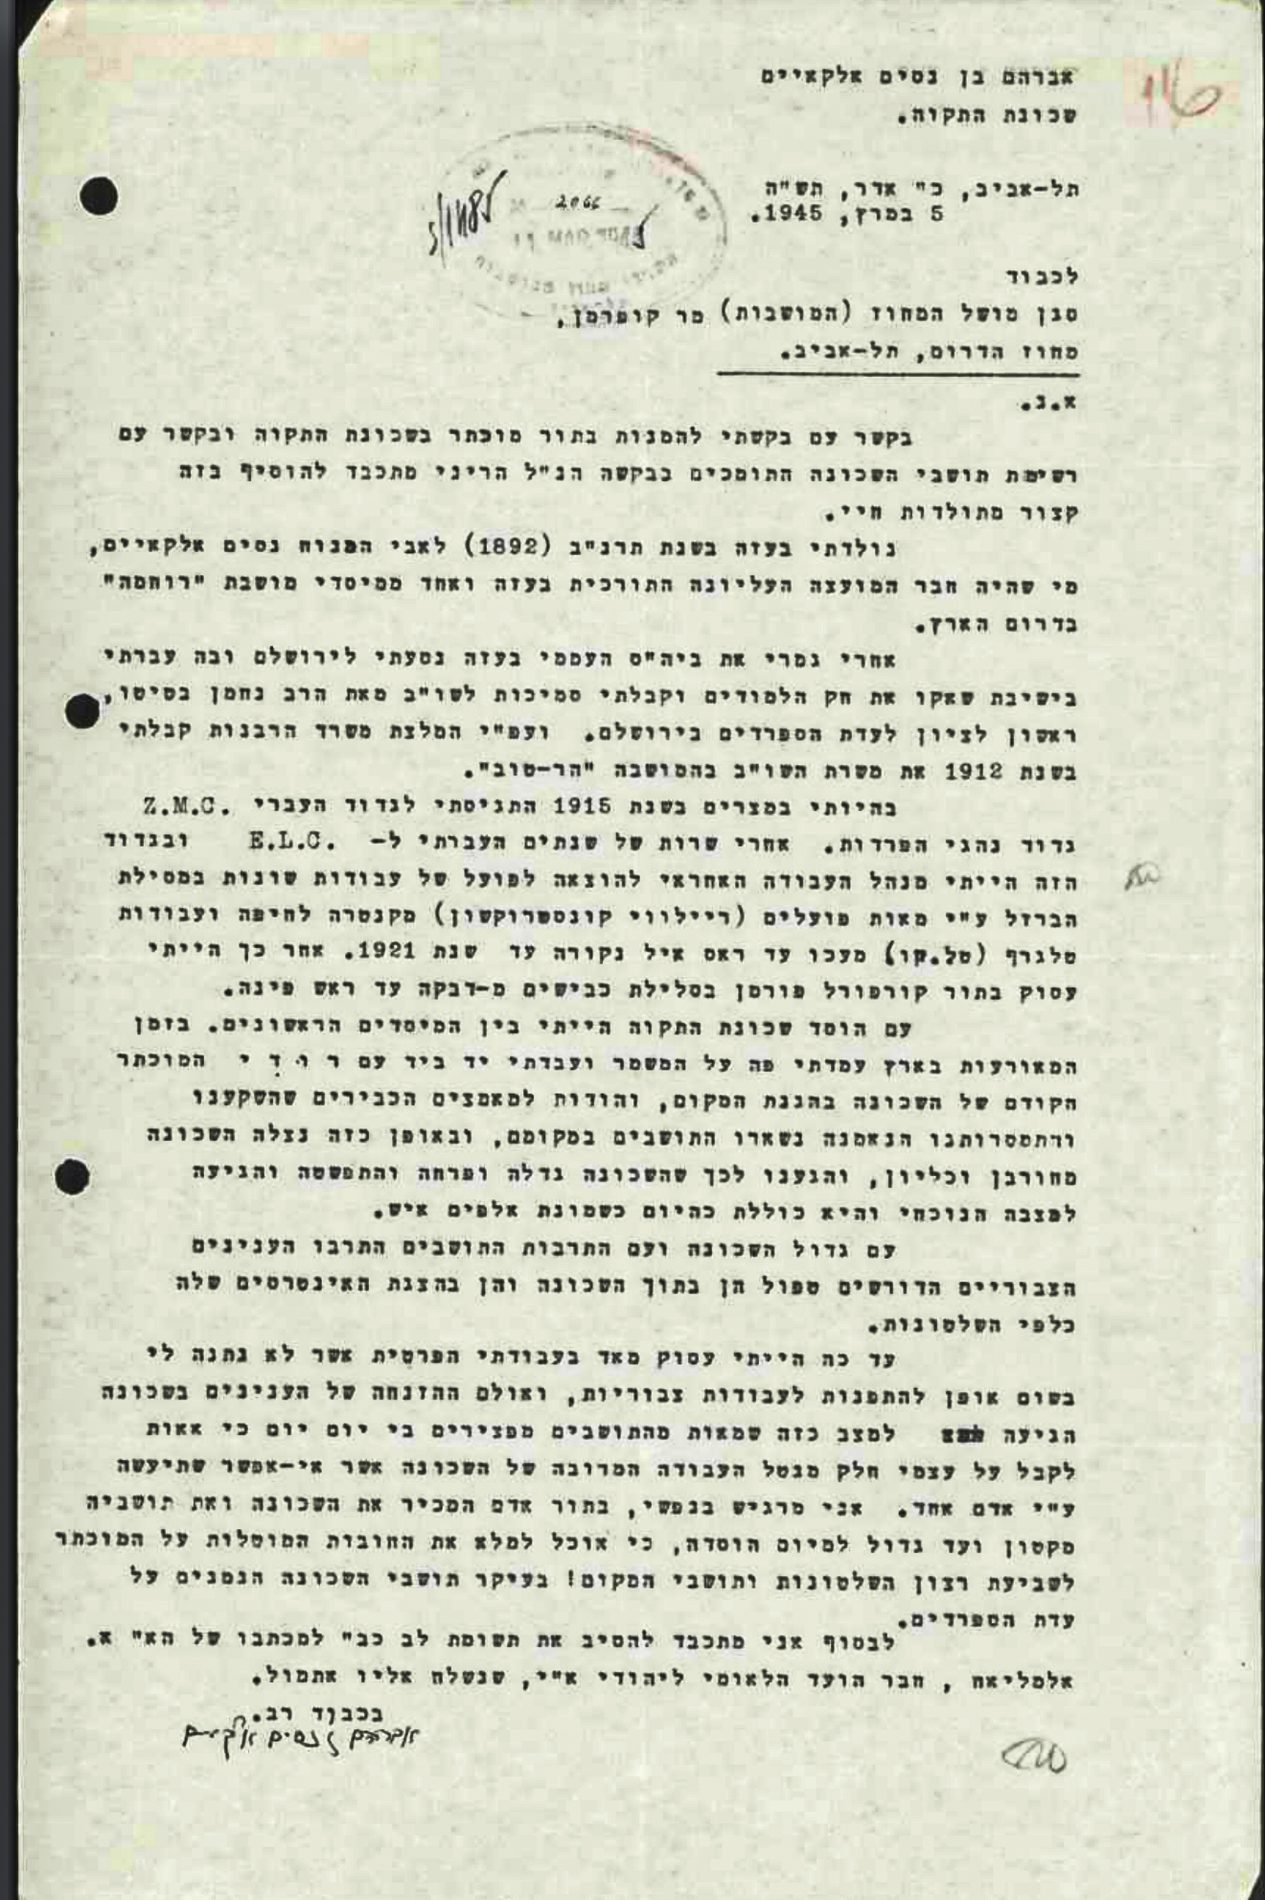 116
אברהם בן נסים אלקאיים
שכונת התקוה.
תל-אביב, כ" אדר, תש"ה
5 במרץ, 1945.
2066
לכבוד
סגן מושל המחוז (המושבות) מר קופרמן,
מחוז הדרום, תל-אביב.
א.נ.
בקשר עם בקשתי להמנות בתור מוכתר בשכונת התקוה ובקשר עם
רשימת תושבי השכונה התומכים בבקשה הנ"ל הריני מתכבד להוסיף בזה
קצור מתולדות חיי.
נולדתי בעזה בשנת תרנ"ב (1892) לאבי המנוח נסים אלקאיים,
מי שהיה חבר המועצה העליונה התורכית בעזה ואחד ממיסדי מושבת "רוחמה"
בדרום הארץ.
אחרי גמרי את ביה"ס העממי בעזה נסעתי לירושלם ובה עברתי
בישיבת שאקו את חק הלמודים וקבלתי סמיכות לשו"ב מאת הרב נחמן בטיטו,
ראשון לציון לעדת הספרדים בירושלם. ועפ"י המלצת משרד הרבנות קבלתי
בשנת 1912 את משרת השו"ב בהמושבה "הר-טוב".
בהיותי במצרים בשנת 1915 התגיסתי לגדוד העברי Z.M.C.
גדוד נהגי הפרדות. אחרי שרות של שנתים העברתי ל- E.L.C. ובגדוד
הזה הייתי מנהל העבודה האחראי להוצאה לפועל של עבודות שונות במסילת
הברזל ע"י מאות פועלים (ריילווי קונסטרוקשון) מקנטרה לחיפה ועבודות
טלגרף (טל.קו) מעכו עד ראס איל נקורה עד שנת 1921. אחר כך הייתי
עסוק בתור קורפורל פורמן בסלילת כבישים מ-דבקה עד ראש פינה.
עם הוסד שכונת התקוה הייתי בין המיסדים הראשונים. בזמן
המאורעות בארץ עמדתי פה על המשמר ועבדתי יד ביד עם ר ו ד י המוכתר
הקודם של השכונה בהגנת המקום, והודות למאמצים הכבירים שהשקענו
ודתמסרותנו הנאמנה נשארו התושבים במקומם, ובאופן כזה נצלה השכונה
מחורבן וכליון, והגענו לכך שהשכונה גדלה ופרחה והתפשטה והגיעה
למצבה הנוכחי והיא כוללת כהיום כשמונת אלפים איש.
עם גדול השכונה ועם התרבות התושבים התרבו הענינים
הצבוריים הדורשים טפול הן בתוך השכונה והן בהצגת האינטרסים שלה
כלפי השלטונות.
עד כה הייתי עסוק מאד בעבודתי הפרטית אשר לא נתנה לי
בשום אופן להתפנות לעבודות צבוריות, ואולם ההזנחה של הענינים בשכונה
הגיעה למצב כזה שמאות מהתושבים מפצירים בי יום יום כי אאות
לקבל על עצמי חלק מנטל העבודה המרובה של השכונה אשר אי-אפשר שתיעשה
ע"י אדם אחד. אני מרגיש בנפשי, בתור אדם המכיר את השכונה ואת תושביה
מקטון ועד גדול למיום הוסדה, כי אוכל למלא את החובות המוטלות על המוכתר
לשביעת רצון השלטונות ותושבי המקום! בעיקר תושבי השכונה הנמנים על
עדת הספרדים.
לבסוף אני מתכבד להסיב את תשומת לב כב" למכתבו של הא" א.
אלמליאח , חבר הועד הלאומי ליהודי א"י, שנשלח אליו אתמול.
בכבוד רב.
אברהם נסים אלקיים